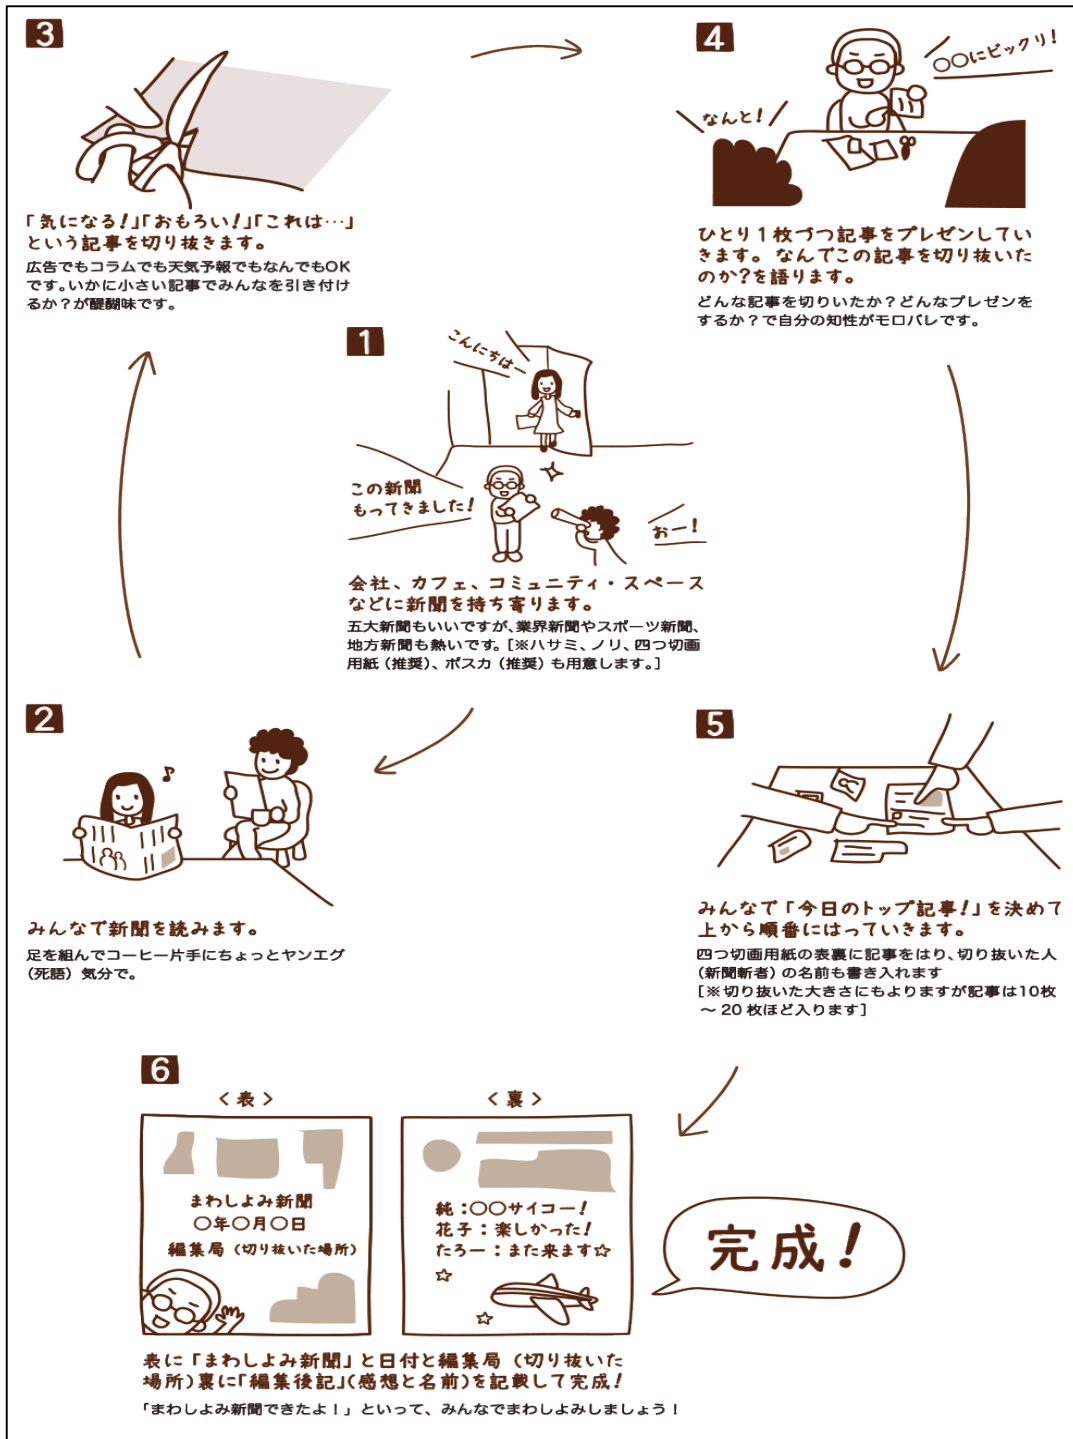 1
こんにちは
この新聞
もってきました!
おー!
会社、カフェ、コミュニティ・スペース
などに新聞を持ち寄ります。
五大新聞もいいですが、業界新聞やスポーツ新聞、
地方新聞も熱いです。[※ハサミ、ノリ、四つ切画
用紙(推奨)、ポスカ(推奨)も用意します。]
2
みんなで新聞を読みます。
足を組んでコーヒー片手にちょっとヤンエグ
(死語)気分で。
3
「気になる!」「おもろい!」「これは…」
という記事を切り抜きます。
広告でもコラムでも天気予報でもなんでもOK
です。いかに小さい記事でみんなを引き付け
るか?が醍醐味です。
4
○○にビックリ!
なんと!
ひとり1枚づつ記事をプレゼンしてい
きます。なんでこの記事を切り抜いた
のか?を語ります。
どんな記事を切りいたか?どんなプレゼンを
するか?で自分の知性がモロバレです。
5
みんなで「今日のトップ記事!」を決めて
上から順番にはっていきます。
四つ切画用紙の表裏に記事をはり、切り抜いた人
(新聞斬者)の名前も書き入れます
[※切り抜いた大きさにもよりますが記事は10枚
〜20枚ほど入ります]
6
<表>
まわしよみ新聞
○年○月○日
編集局(切り抜いた場所)
<裏>
純:○○サイコー!
花子:楽しかった!
たろー:また来ます☆
完成!
表に「まわしよみ新聞」と日付と編集局(切り抜いた
場所)裏に「編集後記」(感想と名前)を記載して完成!
「まわしよみ新聞できたよ!」といって、みんなでまわしよみしましょう!